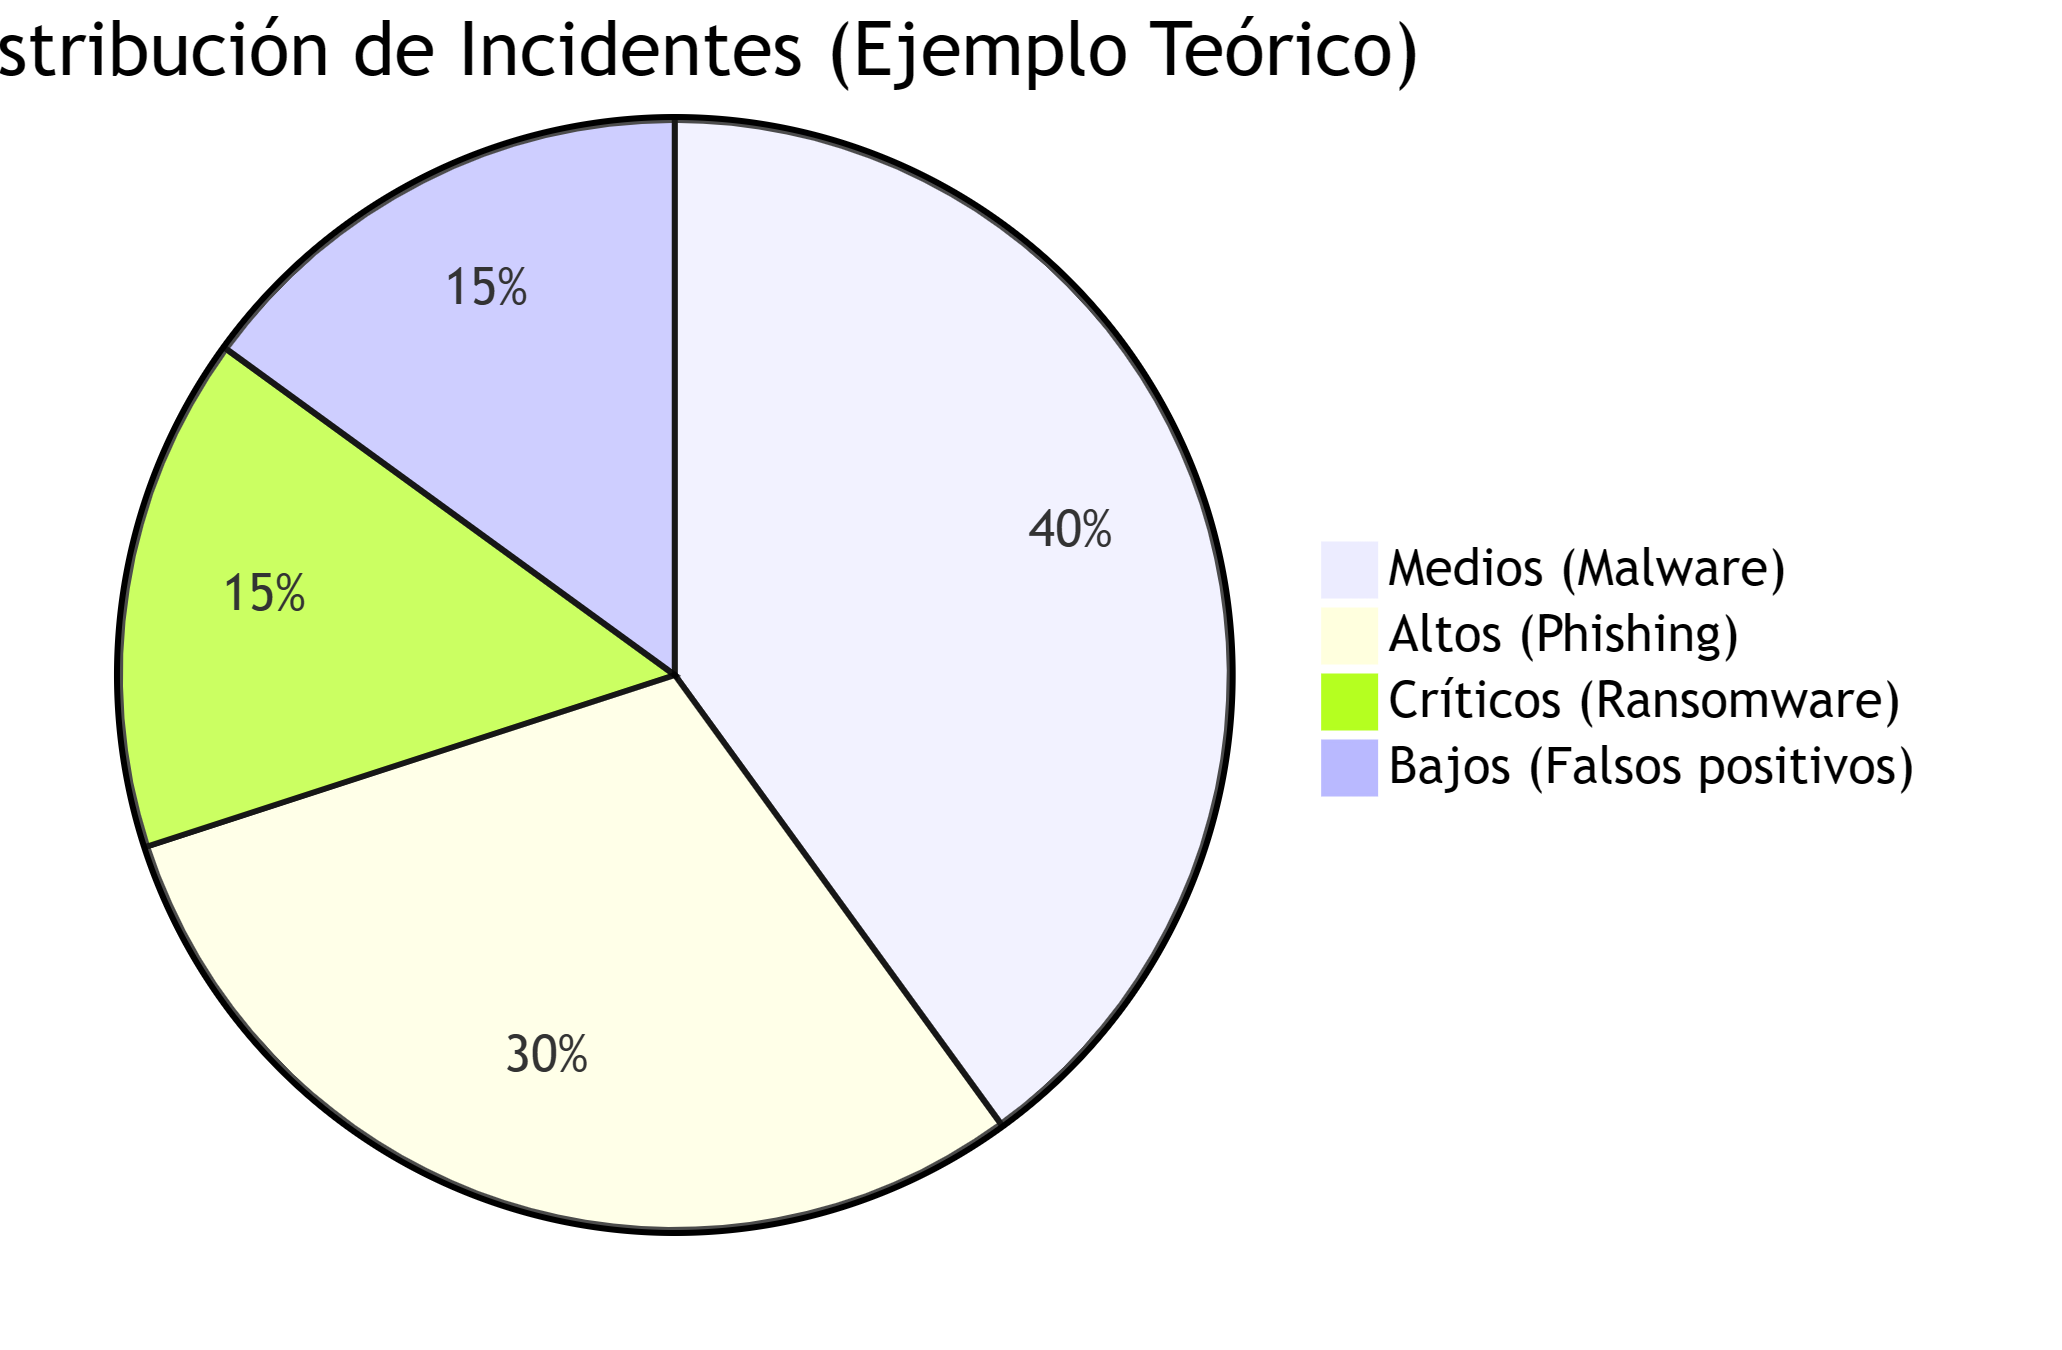 stribución de Incidentes (Ejemplo Teórico)
15%
40%
15%
30%
Medios (Malware)
Altos (Phishing)
Críticos (Ransomware)
Bajos (Falsos positivos)